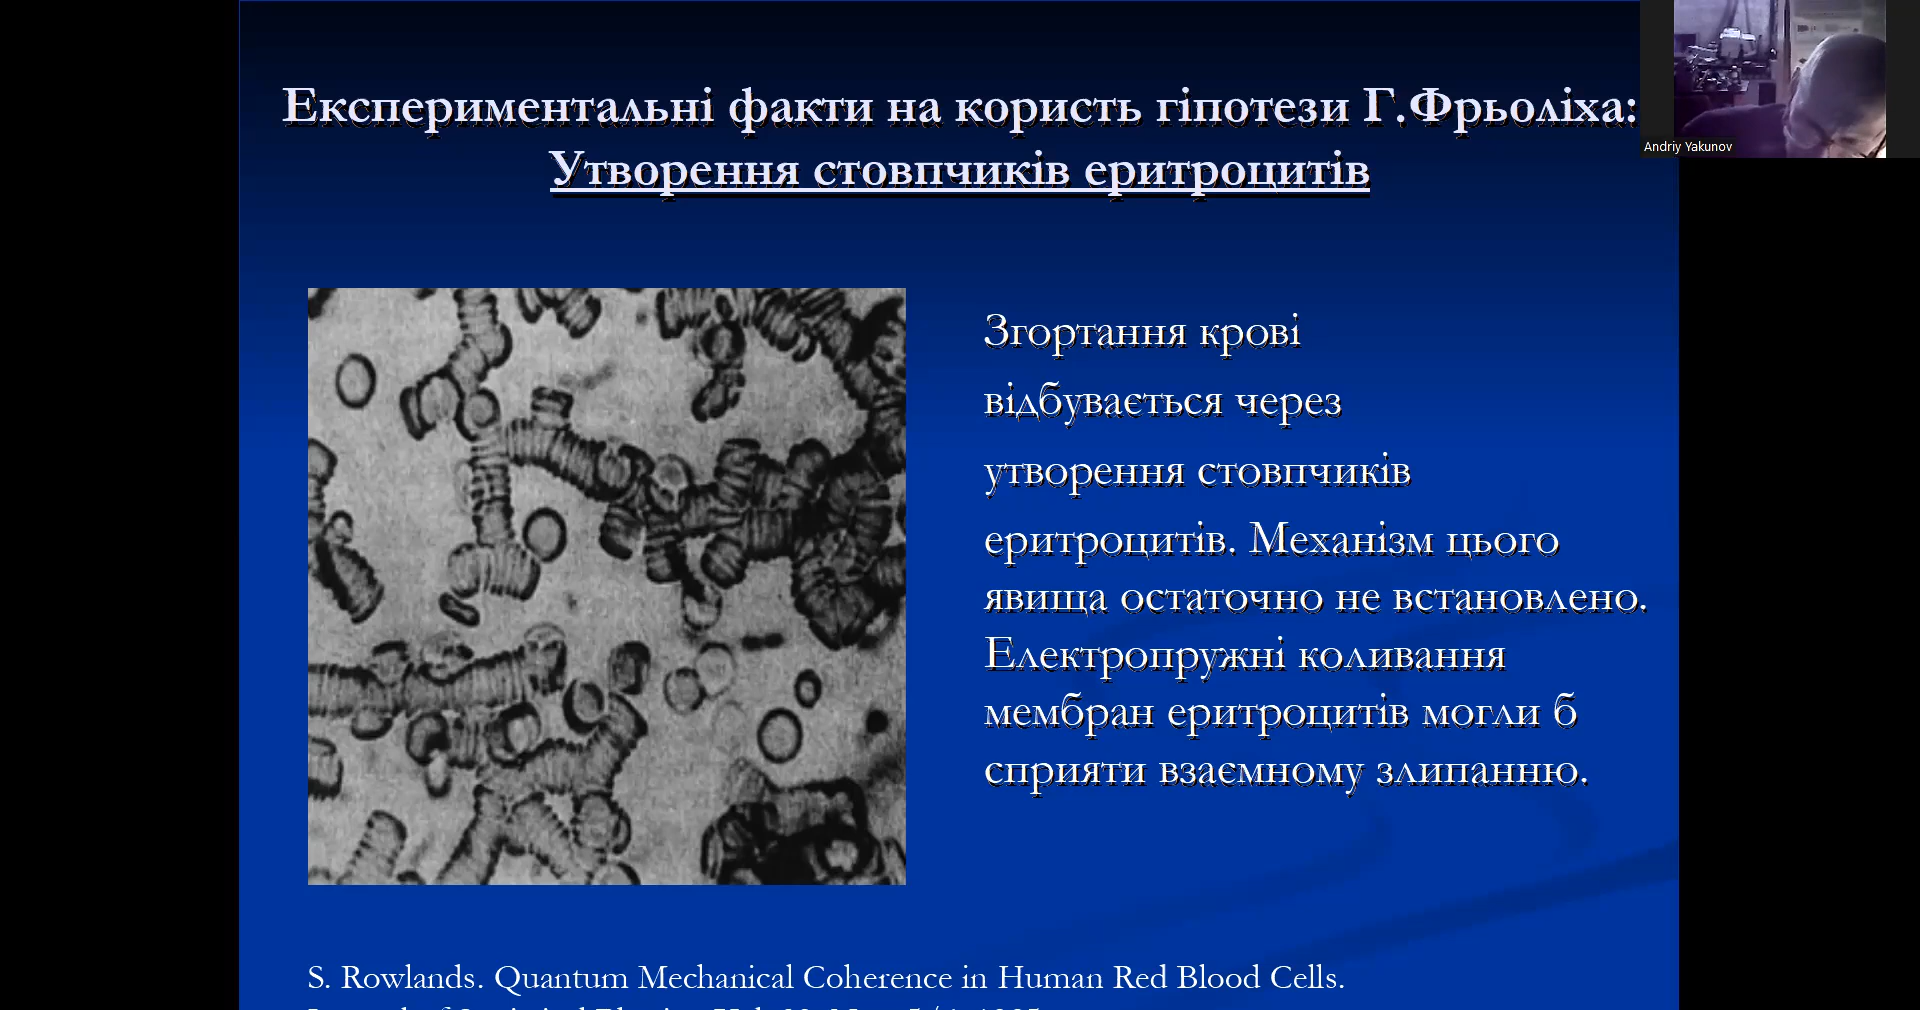 Експериментальні факти на користь гіпотези Г.Фрьоліха:
Утворення стовпчиків еритроцитів
Andriy Yakunov
Згортання крові
відбувається через
утворення стовпчиків
еритроцитів. Механізм цього
явища остаточно не встановлено.
Електропружні коливання
мембран еритроцитів могли б
сприяти взаємному злипанню.
S. Rowlands. Quantum Mechanical Coherence in Human Red Blood Cells.